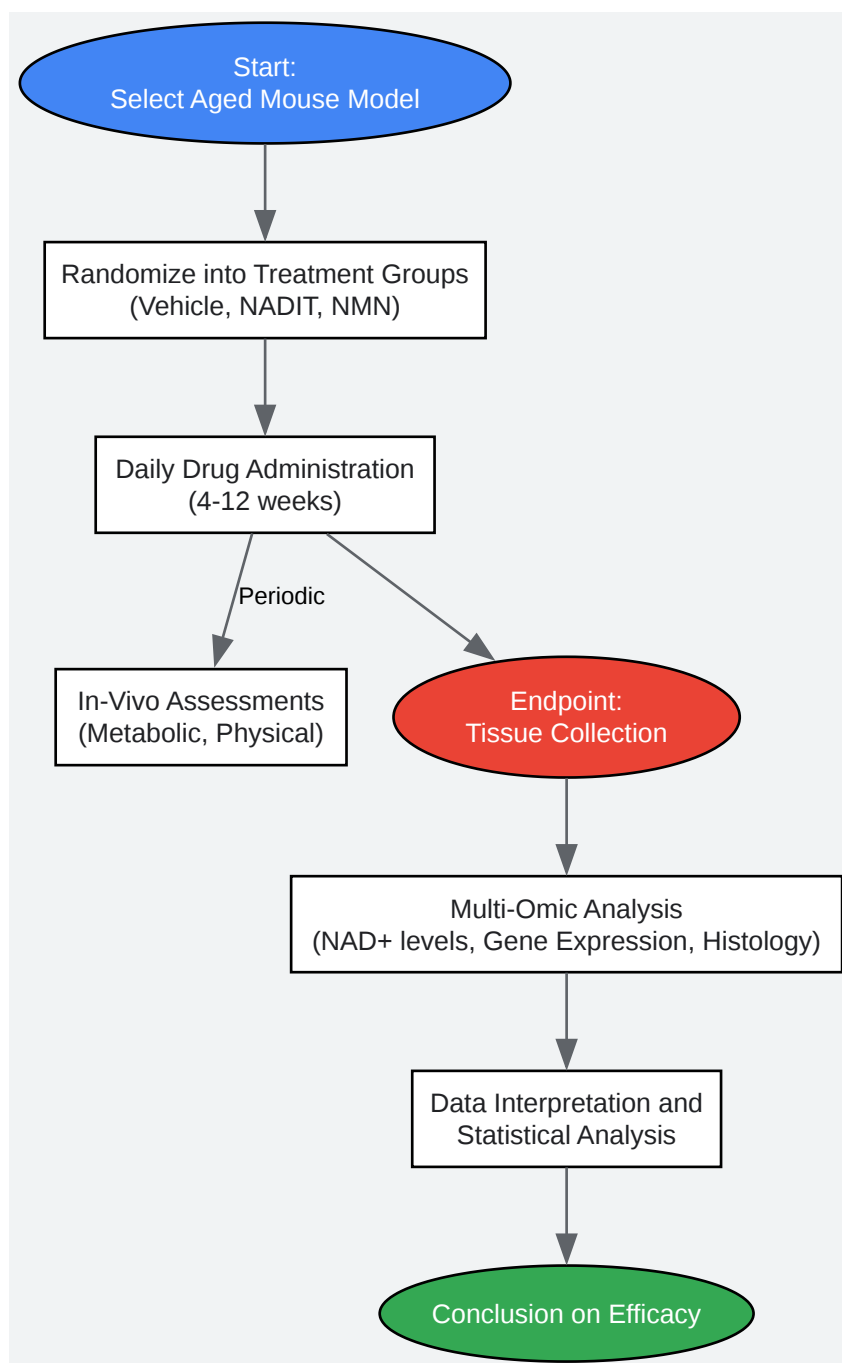 Start:
Select Aged Mouse Model
Randomize into Treatment Groups
(Vehicle, NADIT, NMN)
Daily Drug Administration
(4-12 weeks)
Periodic
In-Vivo Assessments
(Metabolic, Physical)
Endpoint:
Tissue Collection
Multi-Omic Analysis
(NAD+ levels, Gene Expression, Histology)
Data Interpretation and
Statistical Analysis
Conclusion on Efficacy